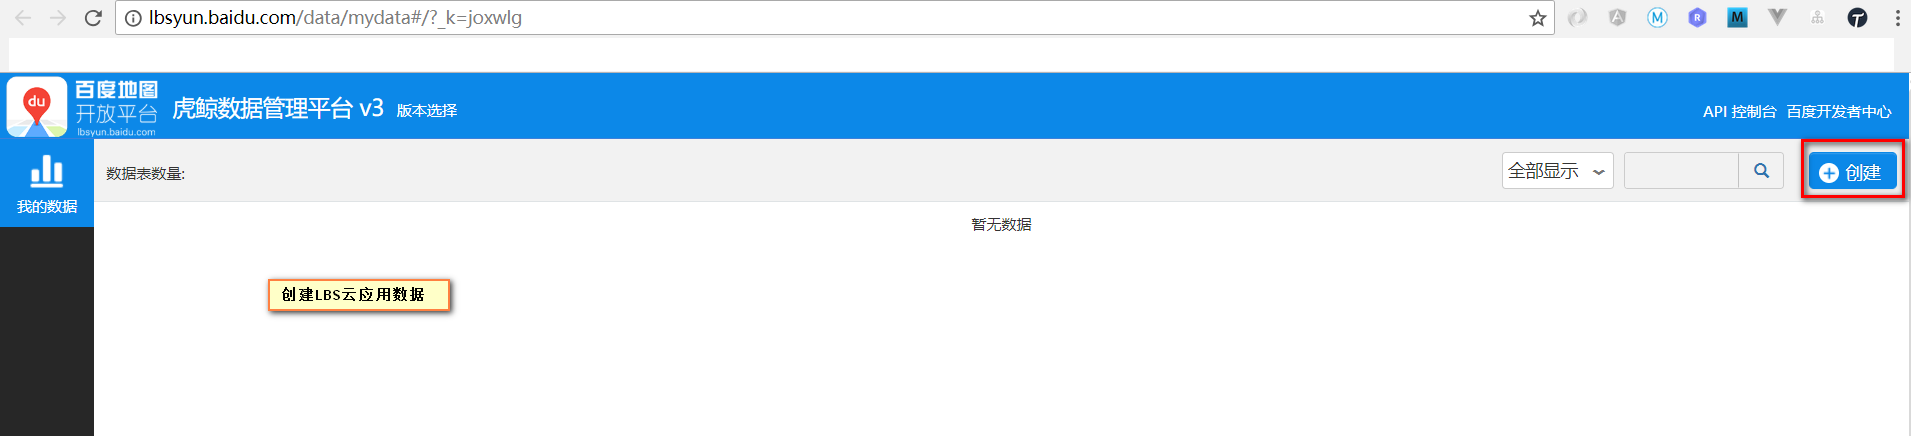 lbsyun.baidu.com/data/mydata#/?_k=joxwlg
du
百度地图
开放平台
lbsyun.baidu.com
虎鲸数据管理平台 v3 版本选择
API 控制台 百度开发者中心
我的数据
数据表数量:
全部显示
创建
暂无数据
创建LBS云应用数据